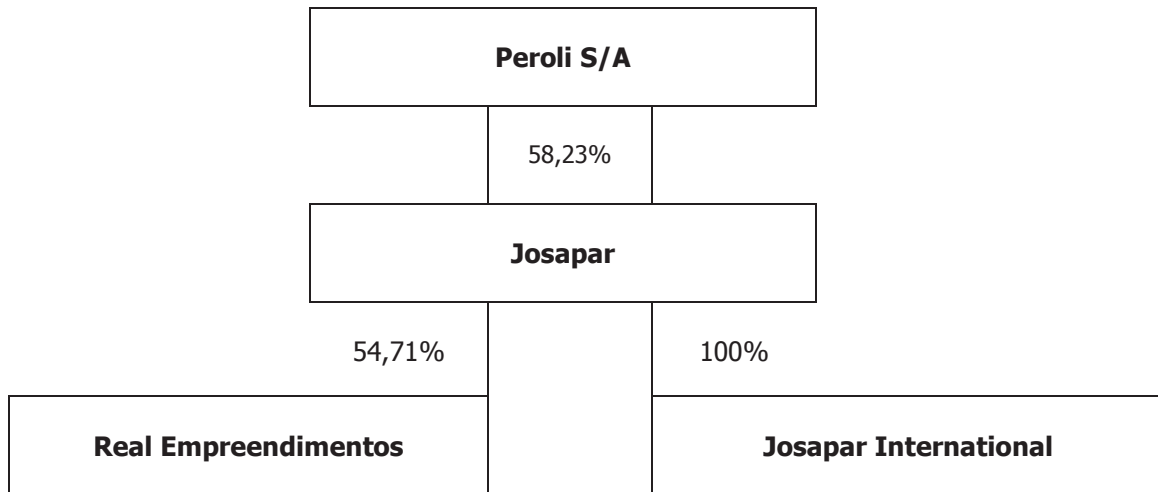 Peroli S/A
58,23%
Josapar
54,71%
100%
Real Empreendimentos
Josapar International